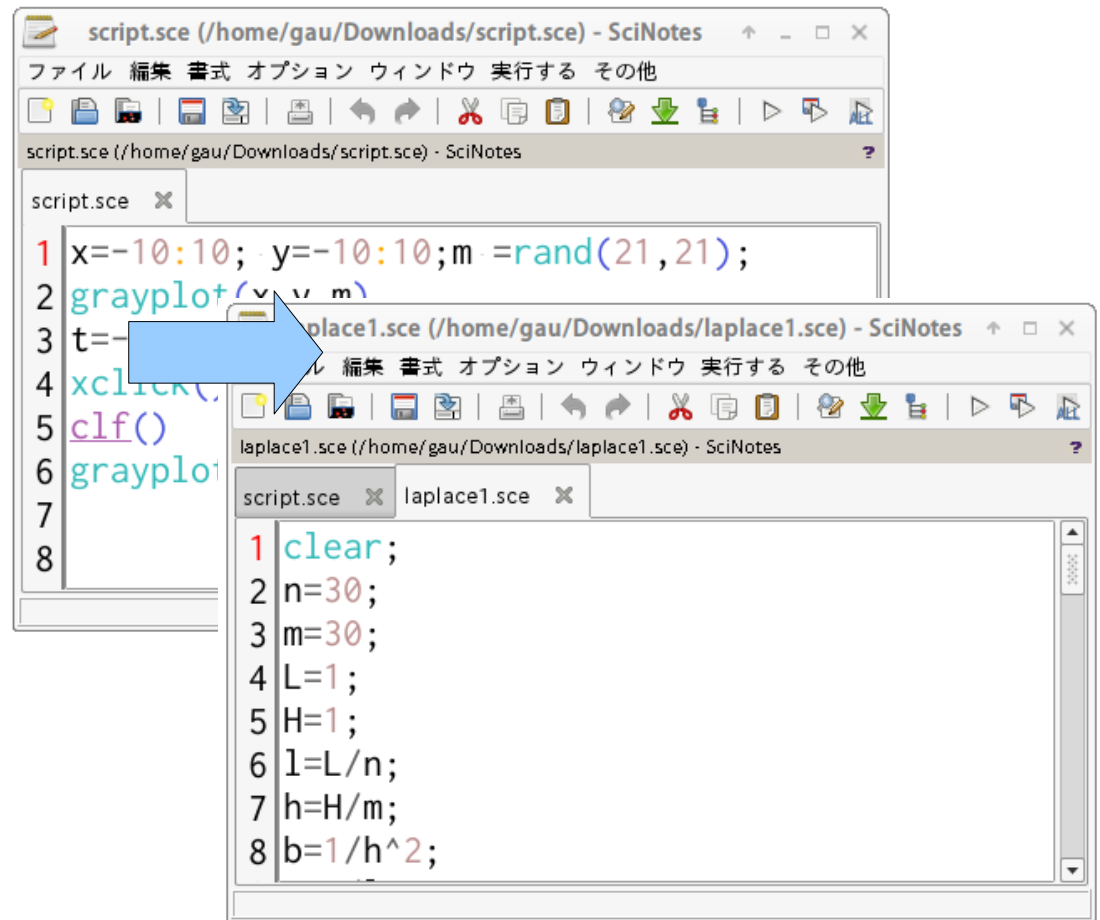 script.sce (/home/gau/Downloads/script.sce) - SciNotes
ファイル 編集 書式 オプション ウィンドウ 実行する その他
script.sce (/home/gau/Downloads/script.sce) - SciNotes ?
script.sce
1 x=-10:10; y=-10:10;m =rand(21,21);
2 grayplot(x,y,m)
3 t=-
4 xclick()
5 clf()
6 grayplot
7
8
place1.sce (/home/gau/Downloads/laplace1.sce) - SciNotes
ル 編集 書式 オプション ウィンドウ 実行する その他
laplace1.sce (/home/gau/Downloads/laplace1.sce) - SciNotes ?
script.sce laplace1.sce
1 clear;
2 n=30;
3 m=30;
4 L=1;
5 H=1;
6 l=L/n;
7 h=H/m;
8 b=1/h^2;